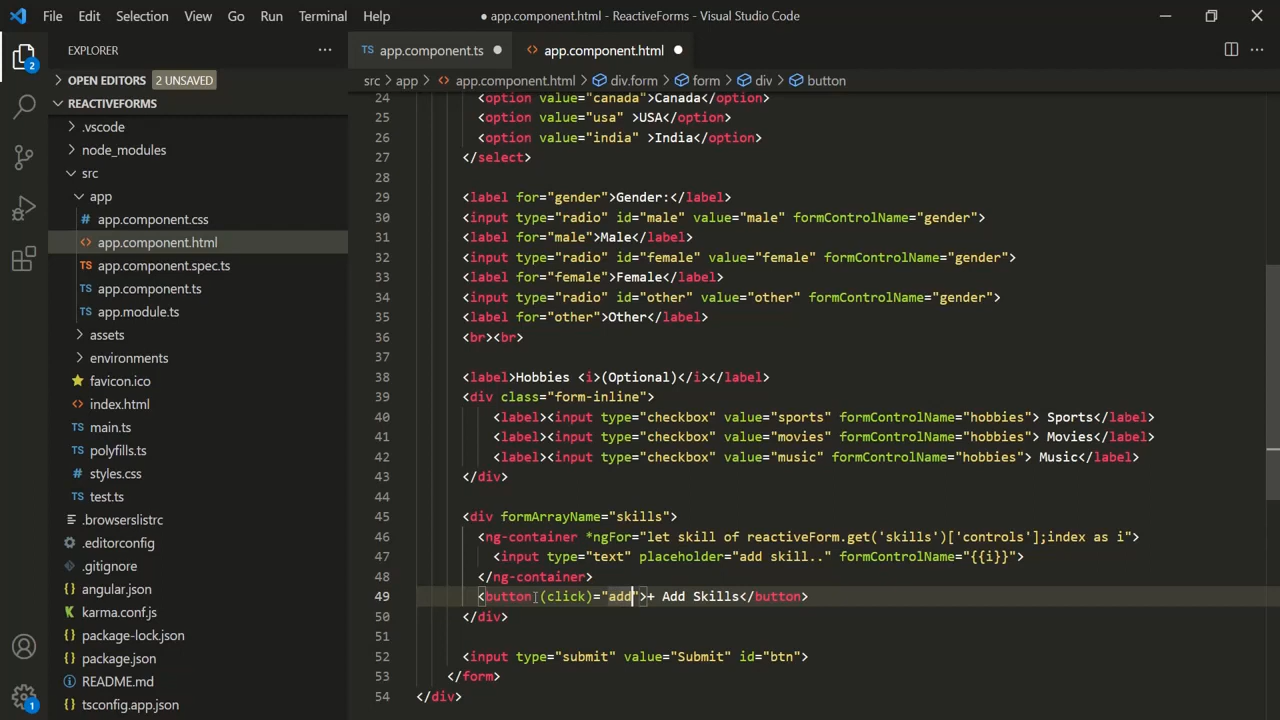 File Edit Selection View Go Run Terminal Help ● app.component.html - ReactiveForms - Visual Studio Code
EXPLORER
OPEN EDITORS 2 UNSAVED
REACTIVEFORMS
.vscode
node_modules
src
app
app.component.css
app.component.html
app.component.spec.ts
app.component.ts
app.module.ts
assets
environments
favicon.ico
index.html
main.ts
polyfills.ts
styles.css
test.ts
.browserslistrc
.editorconfig
.gitignore
angular.json
karma.conf.js
package-lock.json
package.json
README.md
tsconfig.app.json
2
1
TS app.component.ts ● <> app.component.html ●
src > app > <> app.component.html > div.form > form > div > button
24 <option value="canada">Canada</option>
25 <option value="usa" >USA</option>
26 <option value="india" >India</option>
27 </select>
28
29 <label for="gender">Gender:</label>
30 <input type="radio" id="male" value="male" formControlName="gender">
31 <label for="male">Male</label>
32 <input type="radio" id="female" value="female" formControlName="gender">
33 <label for="female">Female</label>
34 <input type="radio" id="other" value="other" formControlName="gender">
35 <label for="other">Other</label>
36 <br><br>
37
38 <label>Hobbies <i>(Optional)</i></label>
39 <div class="form-inline">
40 <label><input type="checkbox" value="sports" formControlName="hobbies"> Sports</label>
41 <label><input type="checkbox" value="movies" formControlName="hobbies"> Movies</label>
42 <label><input type="checkbox" value="music" formControlName="hobbies"> Music</label>
43 </div>
44
45 <div formArrayName="skills">
46 <ng-container *ngFor="let skill of reactiveForm.get('skills')['controls'];index as i">
47 <input type="text" placeholder="add skill.." formControlName="{{i}}">
48 </ng-container>
49 <button (click)="add">+ Add Skills</button>
50 </div>
51
52 <input type="submit" value="Submit" id="btn">
53 </form>
54 </div>